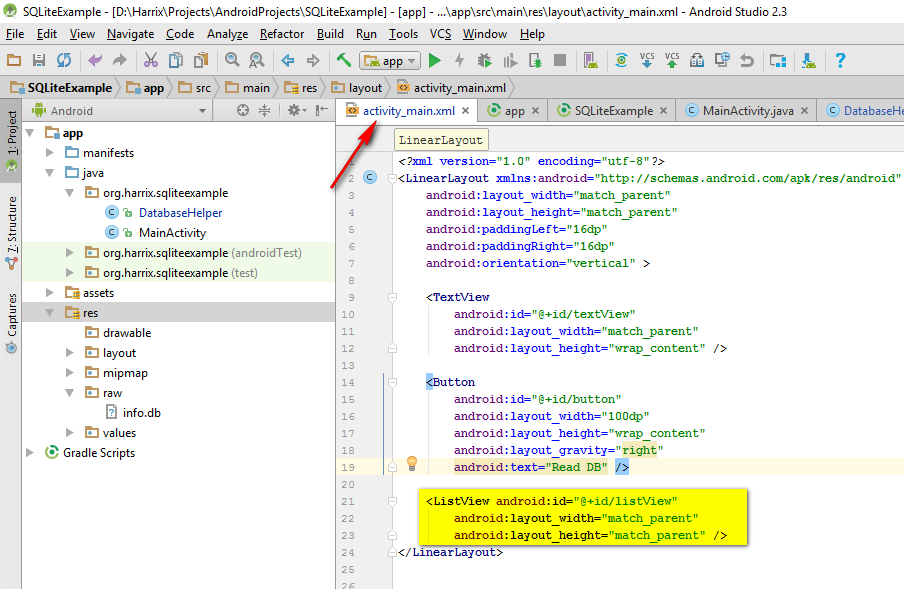 SQLiteExample - [D:\Harrix\Projects\AndroidProjects\SQLiteExample] - [app] - ...\app\src\main\res\layout\activity_main.xml - Android Studio 2.3
File Edit View Navigate Code Analyze Refactor Build Run Tools VCS Window Help
app VCS VCS ?
SQLiteExample app src main res layout activity_main.xml
1: Project
7: Structure
Captures
Android
app
manifests
java
org.harrix.sqliteexample
DatabaseHelper
MainActivity
org.harrix.sqliteexample (androidTest)
org.harrix.sqliteexample (test)
assets
res
drawable
layout
mipmap
raw
info.db
values
Gradle Scripts
activity_main.xml app SQLiteExample MainActivity.java DatabaseHe
LinearLayout
<?xml version="1.0" encoding="utf-8"?>
2 <LinearLayout xmlns:android="http://schemas.android.com/apk/res/android"
3 android:layout_width="match_parent"
4 android:layout_height="match_parent"
5 android:paddingLeft="16dp"
6 android:paddingRight="16dp"
7 android:orientation="vertical" >
8
9 <TextView
10 android:id="@+id/textView"
11 android:layout_width="match_parent"
12 android:layout_height="wrap_content" />
13
14 <Button
15 android:id="@+id/button"
16 android:layout_width="100dp"
17 android:layout_height="wrap_content"
18 android:layout_gravity="right"
19 android:text="Read DB" />
20
21 <ListView android:id="@+id/listView"
22 android:layout_width="match_parent"
23 android:layout_height="match_parent" />
24 </LinearLayout>
25
26